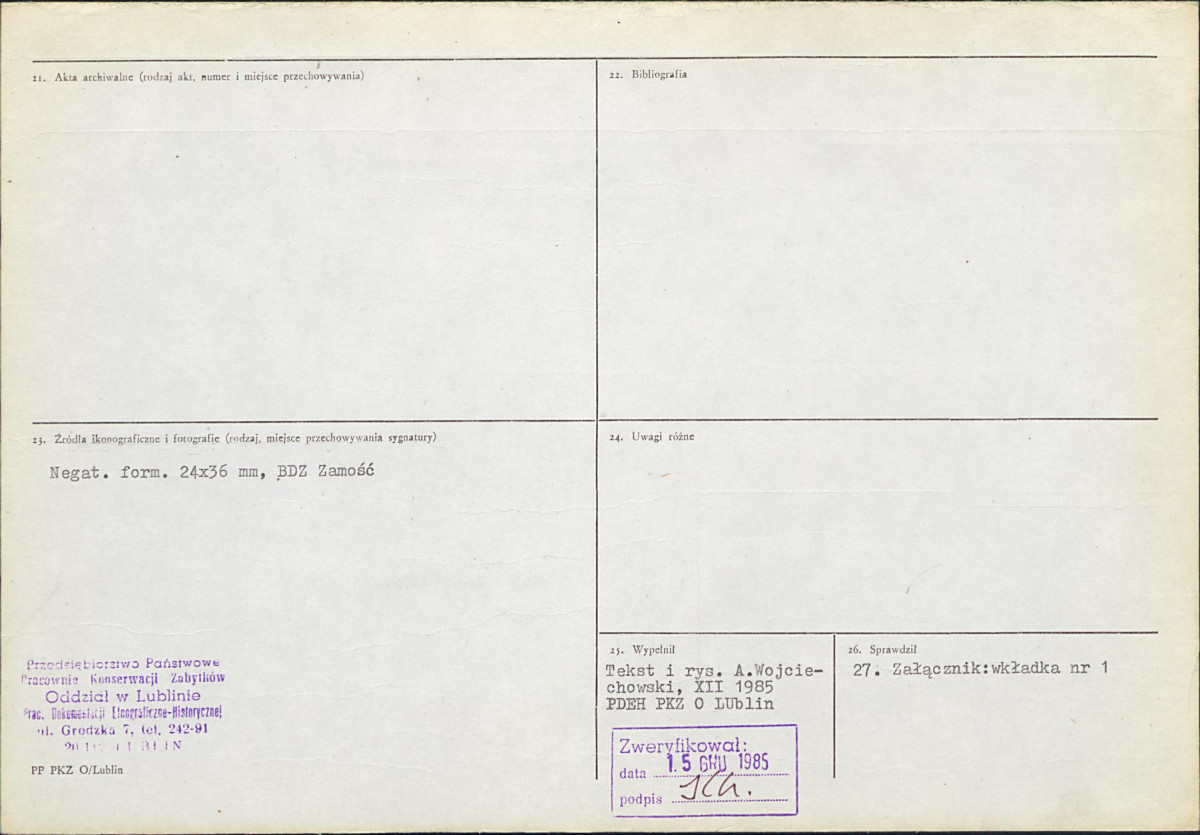 21. Akta archiwalne (rodzaj akt, numer i miejsce przechowywania)
22. Bibliografia
23. Źródła ikonograficzne i fotografie (rodzaj, miejsce przechowywania sygnatury)
Negat. form. 24x36 mm, BDZ Zamość
24. Uwagi różne
Przedsiębiorstwo Państwowe
Pracownie Konserwacji Zabytków
Oddział w Lublinie
Prac. Dokumentacji Etnograficzno-Historycznej
ul. Grodzka 7, tel. 242-91
PP PKZ O/Lublin
25. Wypełnił
Tekst i rys. A.Wojcie-
chowski, XII 1985
PDEH PKZ O LUblin
Zweryfikował:
data 15 GRU 1985
podpis
26. Sprawdził
27. Załącznik:wkładka nr 1